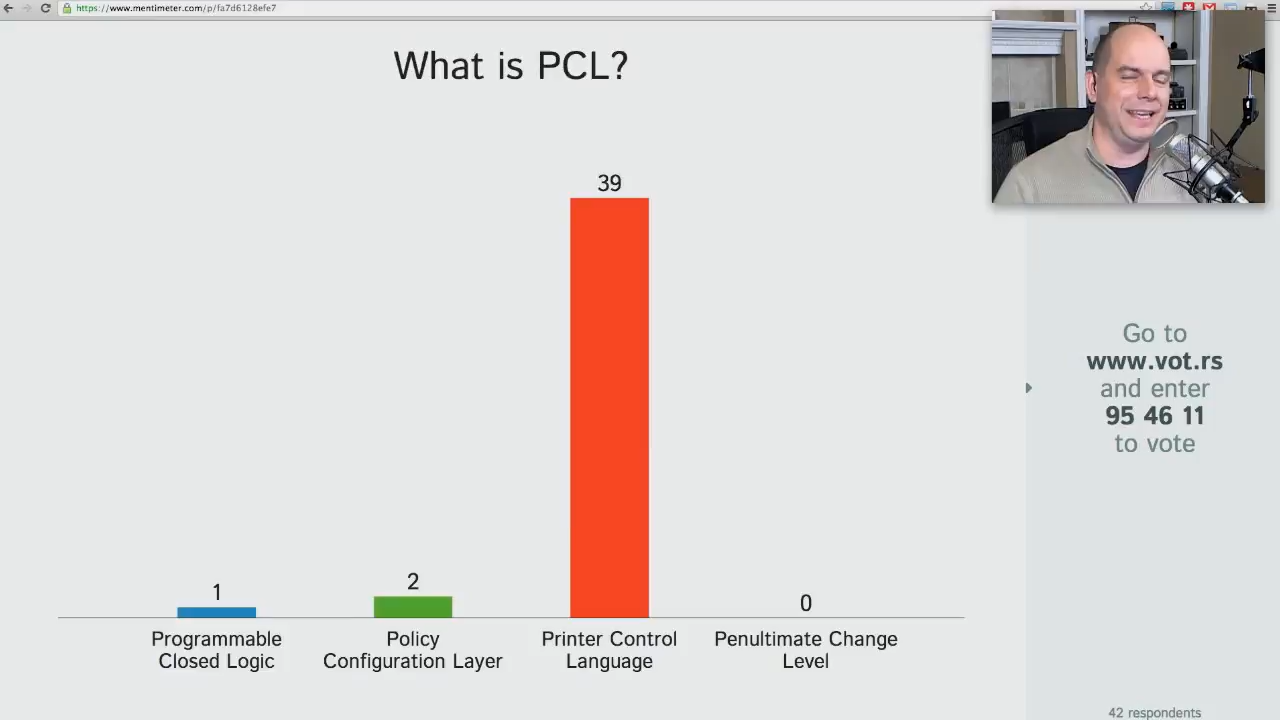 https://www.mentimeter.com/p/fa7d6128efe7
What is PCL?
39
2
1
0
Programmable
Closed Logic
Policy
Configuration Layer
Printer Control
Language
Penultimate Change
Level
Go to
www.vot.rs
and enter
95 46 11
to vote
42 respondents